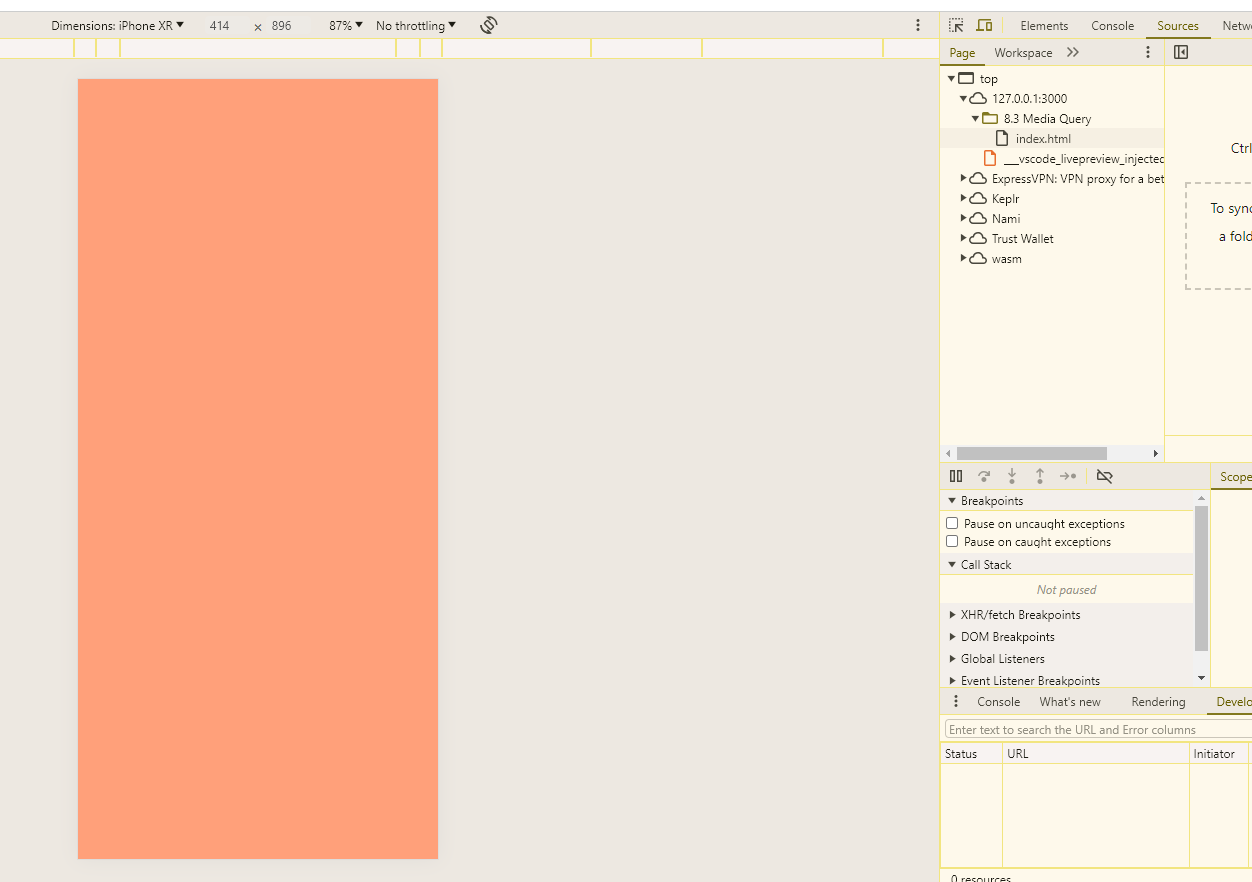 Dimensions: iPhone XR 414 × 896 87% No throttling
Elements Console Sources Netw
Page Workspace
top
127.0.0.1:3000
8.3 Media Query
index.html
__vscode_livepreview_injected
ExpressVPN: VPN proxy for a bet
Keplr
Nami
Trust Wallet
wasm
Ctrl
To sync
a fold
Scope
Breakpoints
Pause on uncaught exceptions
Pause on caught exceptions
Call Stack
Not paused
XHR/fetch Breakpoints
DOM Breakpoints
Global Listeners
Event Listener Breakpoints
Console What's new Rendering Develo
Enter text to search the URL and Error columns
Status URL Initiator
0 resources